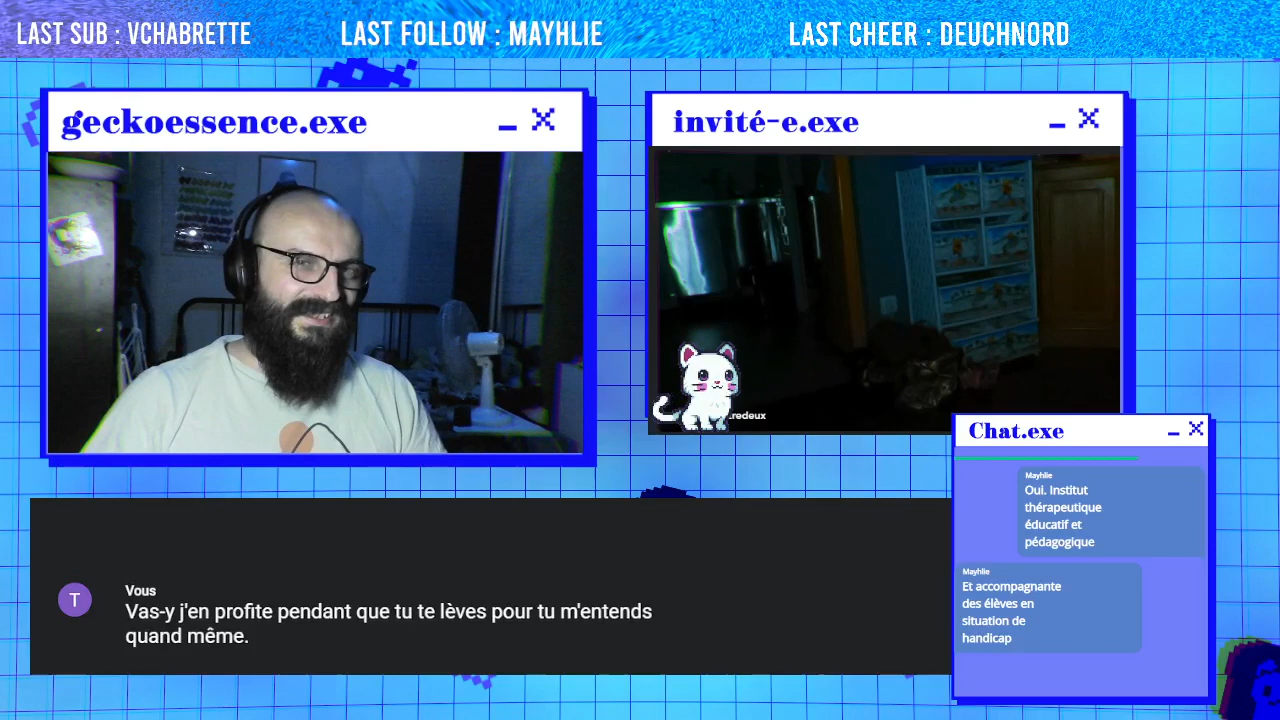 LAST SUB : VCHABRETTE
LAST FOLLOW : MAYHLIE
LAST CHEER : DEUCHNORD
geckoessence.exe
invité-e.exe
redeux
Chat.exe
Mayhlie
Oui. Institut
thérapeutique
éducatif et
pédagogique
Mayhlie
Et accompagnante
des élèves en
situation de
handicap
T
Vous
Vas-y j'en profite pendant que tu te lèves pour tu m'entends
quand même.